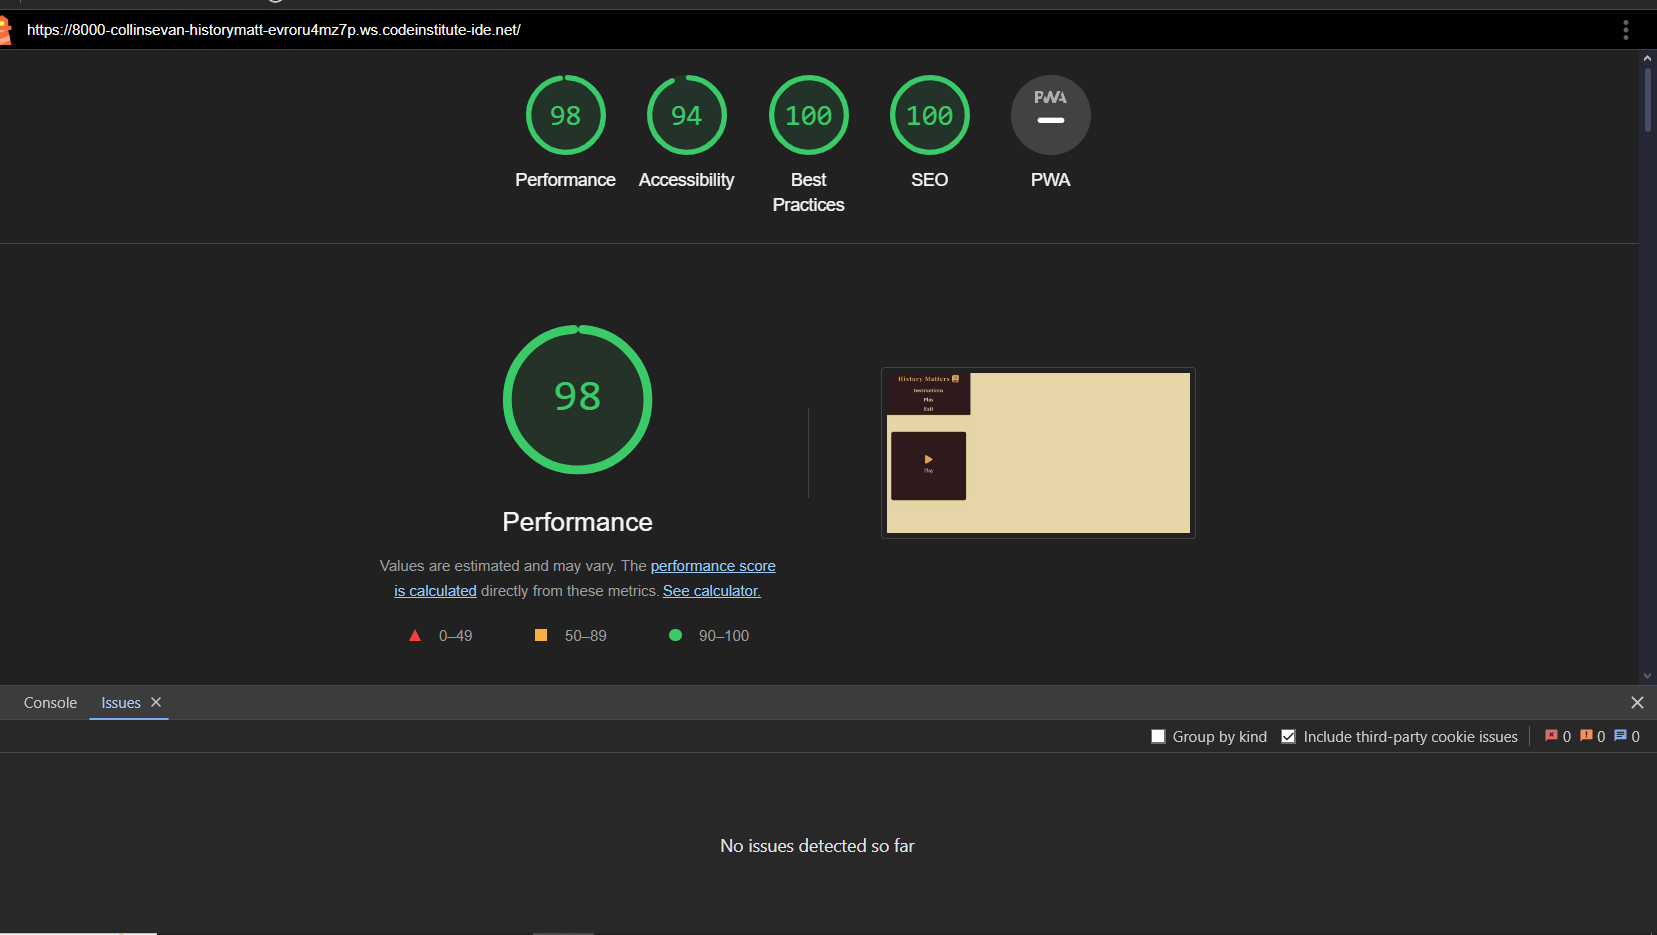 https://8000-collinsevan-historymatt-evroru4mz7p.ws.codeinstitute-ide.net/
98 94 100 100 PWA
Performance Accessibility Best Practices SEO PWA
98
Performance
Values are estimated and may vary. The performance score
is calculated directly from these metrics. See calculator.
0–49 50–89 90–100
History Matters
Instructions
Play
Exit
Play
Console Issues
Group by kind Include third-party cookie issues 0 0 0
No issues detected so far